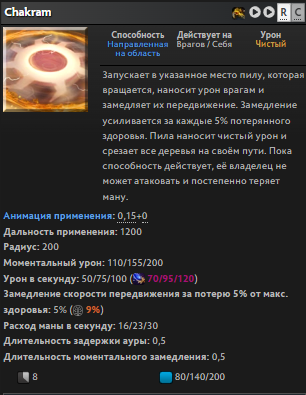 Chakram R C
Способность Действует на Урон
Направленная Врагов / Себя Чистый
на область
Запускает в указанное место пилу, которая
вращается, наносит урон врагам и
замедляет их передвижение. Замедление
усиливается за каждые 5% потерянного
здоровья. Пила наносит чистый урон и
срезает все деревья на своём пути. Пока
способность действует, её владелец не
может атаковать и постепенно теряет
ману.
Анимация применения: 0,15+0
Дальность применения: 1200
Радиус: 200
Моментальный урон: 110/155/200
Урон в секунду: 50/75/100 (70/95/120)
Замедление скорости передвижения за потерю 5% от макс.
здоровья: 5% (9%)
Расход маны в секунду: 16/23/30
Длительность задержки ауры: 0,5
Длительность моментального замедления: 0,5
8 80/140/200